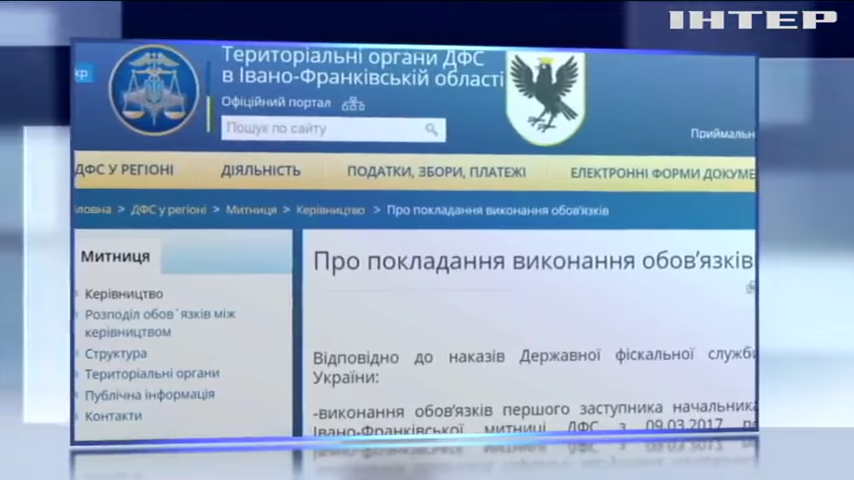 ІНТЕР
Територіальні органи ДФС
в Івано-Франківській області
кр
Офіційний портал
Пошук по сайту
Приймальн
ДФС У РЕГІОНІ ДІЯЛЬНІСТЬ ПОДАТКИ, ЗБОРИ, ПЛАТЕЖІ ЕЛЕКТРОННІ ФОРМИ ДОКУМЕ
ловна > ДФС у регіоні > Митниця > Керівництво > Про покладання виконання обов'язків
Митниця
Керівництво
Розподіл обов`язків між
керівництвом
Структура
Територіальні органи
Публічна інформація
Контакти
Про покладання виконання обов'язків
Відповідно до наказів Державної фіскальної служби
України:
-виконання обов'язків першого заступника начальника
Івано-Франківської митниці ДФС з 09.03.2017 по